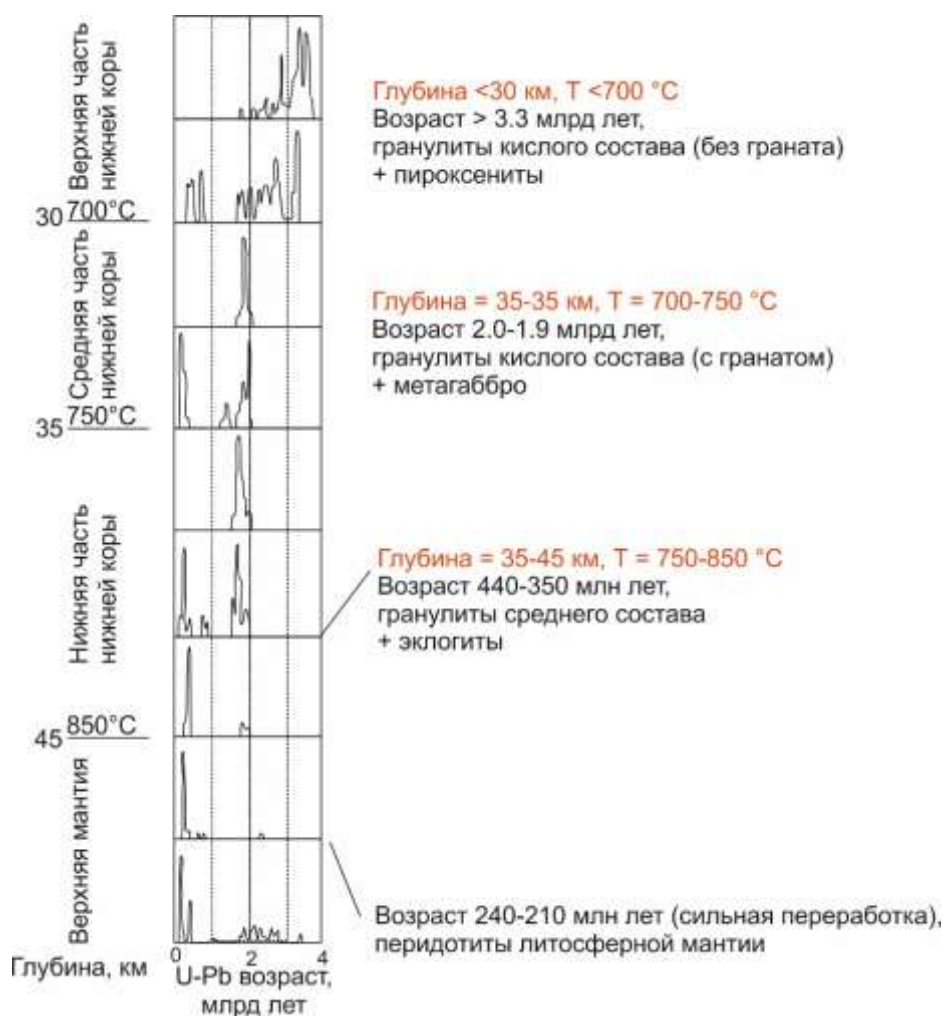 Верхняя часть
нижней коры
Глубина <30 км, T <700 °C
Возраст > 3.3 млрд лет,
гранулиты кислого состава (без граната)
+ пироксениты
30 700°C
Средняя часть
нижней коры
Глубина = 35-35 км, T = 700-750 °C
Возраст 2.0-1.9 млрд лет,
гранулиты кислого состава (с гранатом)
+ метагаббро
35 750°C
Нижняя часть
нижней коры
Глубина = 35-45 км, T = 750-850 °C
Возраст 440-350 млн лет,
гранулиты среднего состава
+ эклогиты
45 850°C
Верхняя мантия
Возраст 240-210 млн лет (сильная переработка),
перидотиты литосферной мантии
Глубина, км
0 2 4
U-Pb возраст,
млрд лет